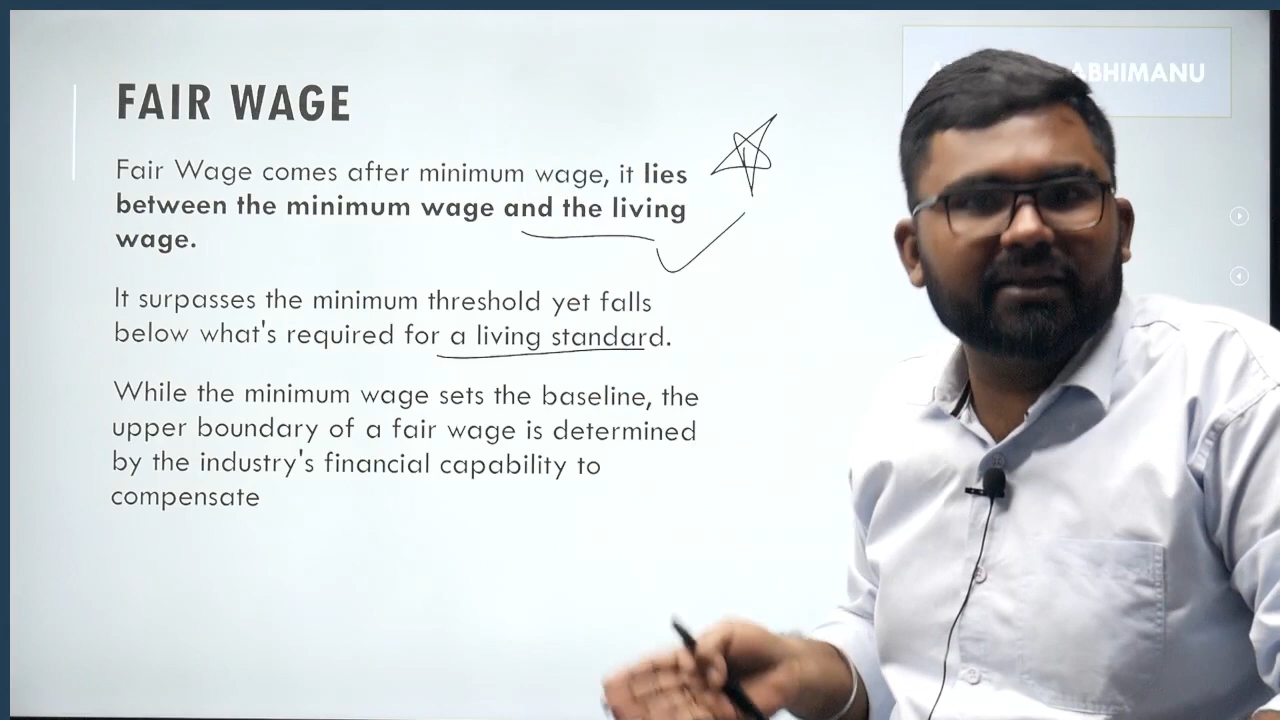 ABHIMANU
FAIR WAGE
Fair Wage comes after minimum wage, it lies
between the minimum wage and the living
wage.
It surpasses the minimum threshold yet falls
below what's required for a living standard.
While the minimum wage sets the baseline, the
upper boundary of a fair wage is determined
by the industry's financial capability to
compensate